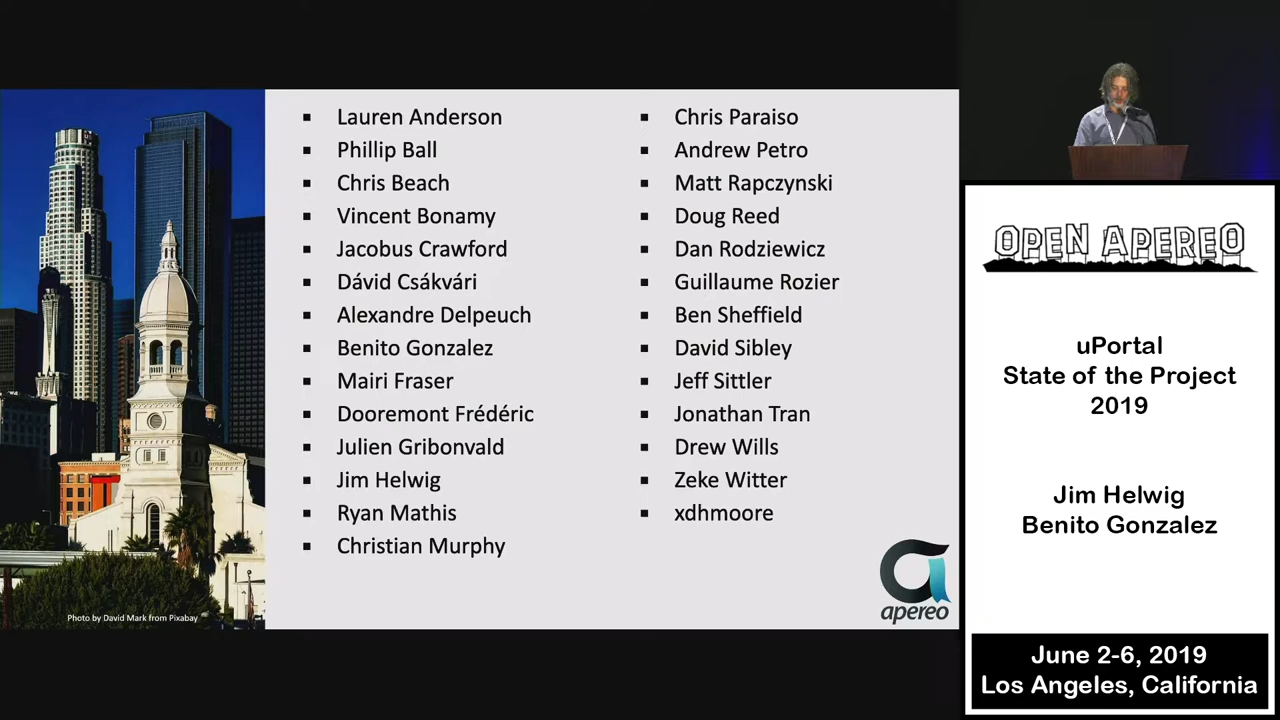 Lauren Anderson
Phillip Ball
Chris Beach
Vincent Bonamy
Jacobus Crawford
Dávid Csákvári
Alexandre Delpeuch
Benito Gonzalez
Mairi Fraser
Dooremont Frédéric
Julien Gribonvald
Jim Helwig
Ryan Mathis
Christian Murphy
Chris Paraiso
Andrew Petro
Matt Rapczynski
Doug Reed
Dan Rodziewicz
Guillaume Rozier
Ben Sheffield
David Sibley
Jeff Sittler
Jonathan Tran
Drew Wills
Zeke Witter
xdhmoore
Photo by David Mark from Pixabay
apereo
OPEN APEREO
uPortal
State of the Project
2019
Jim Helwig
Benito Gonzalez
June 2-6, 2019
Los Angeles, California